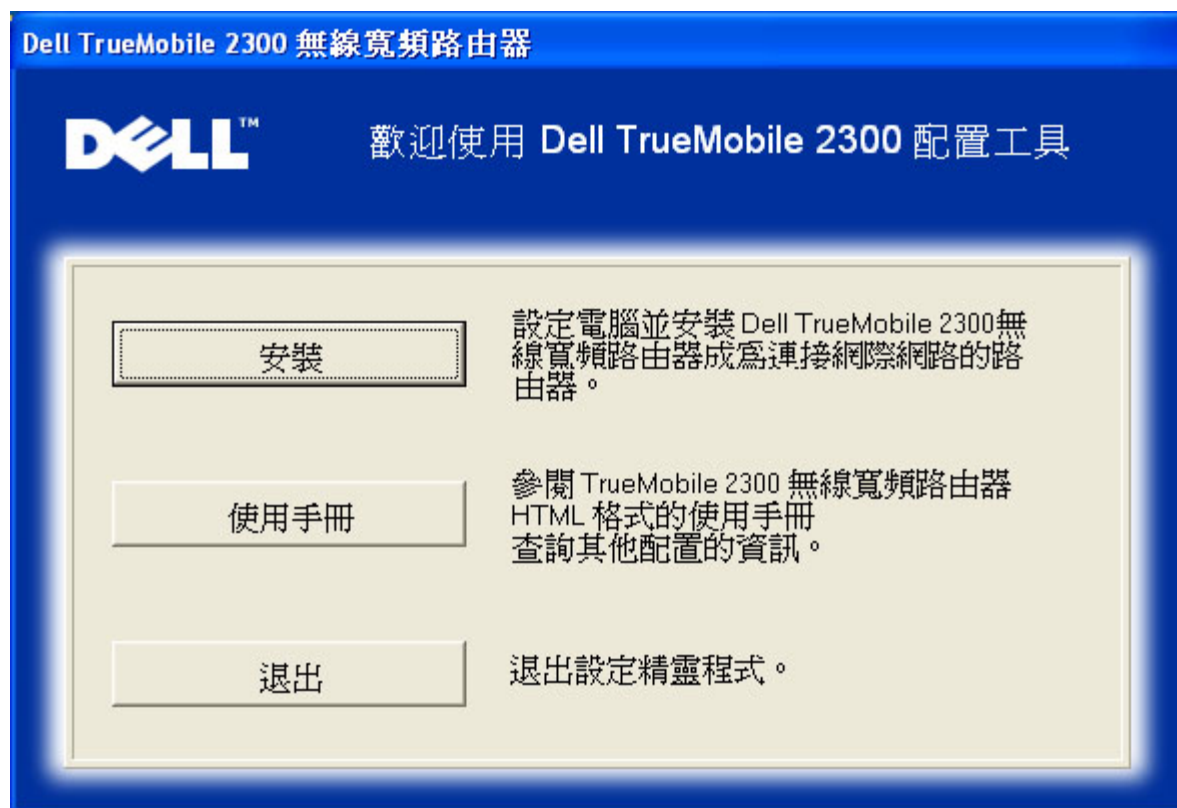 Dell TrueMobile 2300 無線寬頻路由器
DELL™
歡迎使用 Dell TrueMobile 2300 配置工具
安裝
設定電腦並安裝 Dell TrueMobile 2300無
線寬頻路由器成為連接網際網路的路
由器。
使用手冊
參閱 TrueMobile 2300 無線寬頻路由器
HTML 格式的使用手冊
查詢其他配置的資訊。
退出
退出設定精靈程式。